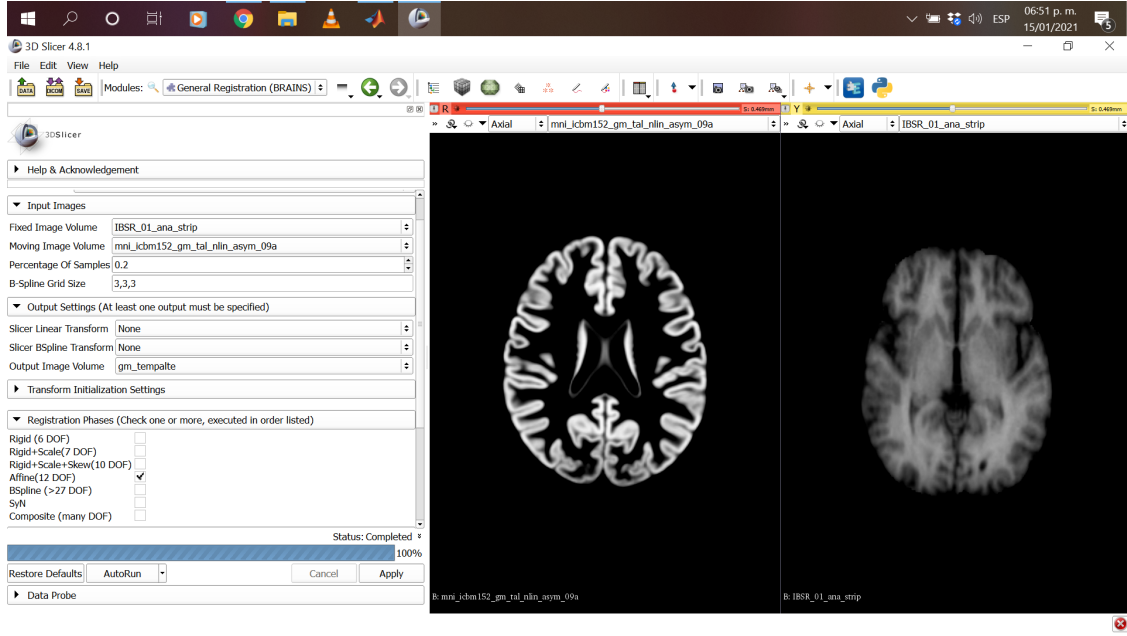 ESP
06:51 p. m.
15/01/2021
5
3D Slicer 4.8.1
File Edit View Help
DATA DICOM SAVE Modules: General Registration (BRAINS)
R S: 0.469mm
Y S: 0.469mm
Axial mni_icbm152_gm_tal_nlin_asym_09a
Axial IBSR_01_ana_strip
3DSlicer
Help & Acknowledgement
Input Images
Fixed Image Volume IBSR_01_ana_strip
Moving Image Volume mni_icbm152_gm_tal_nlin_asym_09a
Percentage Of Samples 0.2
B-Spline Grid Size 3,3,3
Output Settings (At least one output must be specified)
Slicer Linear Transform None
Slicer BSpline Transform None
Output Image Volume gm_tempalte
Transform Initialization Settings
Registration Phases (Check one or more, executed in order listed)
Rigid (6 DOF)
Rigid+Scale(7 DOF)
Rigid+Scale+Skew(10 DOF)
Affine(12 DOF)
BSpline (>27 DOF)
SyN
Composite (many DOF)
Status: Completed
100%
Restore Defaults AutoRun Cancel Apply
Data Probe
B: mni_icbm152_gm_tal_nlin_asym_09a
B: IBSR_01_ana_strip